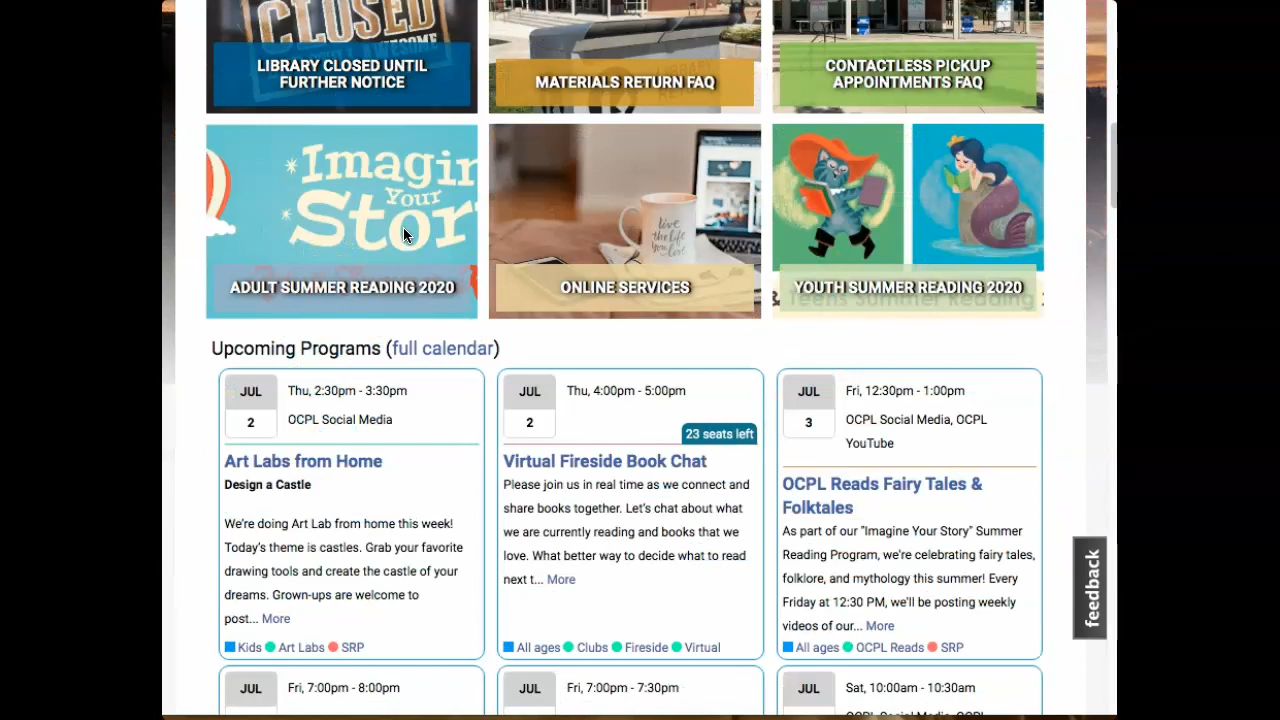 CLOSED
STILL AWESOME
LIBRARY CLOSED UNTIL
FURTHER NOTICE
MATERIALS RETURN FAQ
CONTACTLESS PICKUP
APPOINTMENTS FAQ
Imagin
Your
Stor
ADULT SUMMER READING 2020
live
the life
you love
ONLINE SERVICES
YOUTH SUMMER READING 2020
& Teens Summer Reading
Upcoming Programs (full calendar)
JUL
2
Thu, 2:30pm - 3:30pm
OCPL Social Media
Art Labs from Home
Design a Castle
We're doing Art Lab from home this week!
Today's theme is castles. Grab your favorite
drawing tools and create the castle of your
dreams. Grown-ups are welcome to
post... More
Kids Art Labs SRP
JUL
2
Thu, 4:00pm - 5:00pm
23 seats left
Virtual Fireside Book Chat
Please join us in real time as we connect and
share books together. Let's chat about what
we are currently reading and books that we
love. What better way to decide what to read
next t... More
All ages Clubs Fireside Virtual
JUL
3
Fri, 12:30pm - 1:00pm
OCPL Social Media, OCPL
YouTube
OCPL Reads Fairy Tales &
Folktales
As part of our "Imagine Your Story" Summer
Reading Program, we're celebrating fairy tales,
folklore, and mythology this summer! Every
Friday at 12:30 PM, we'll be posting weekly
videos of our... More
All ages OCPL Reads SRP
JUL
Fri, 7:00pm - 8:00pm
JUL
Fri, 7:00pm - 7:30pm
JUL
Sat, 10:00am - 10:30am
feedback